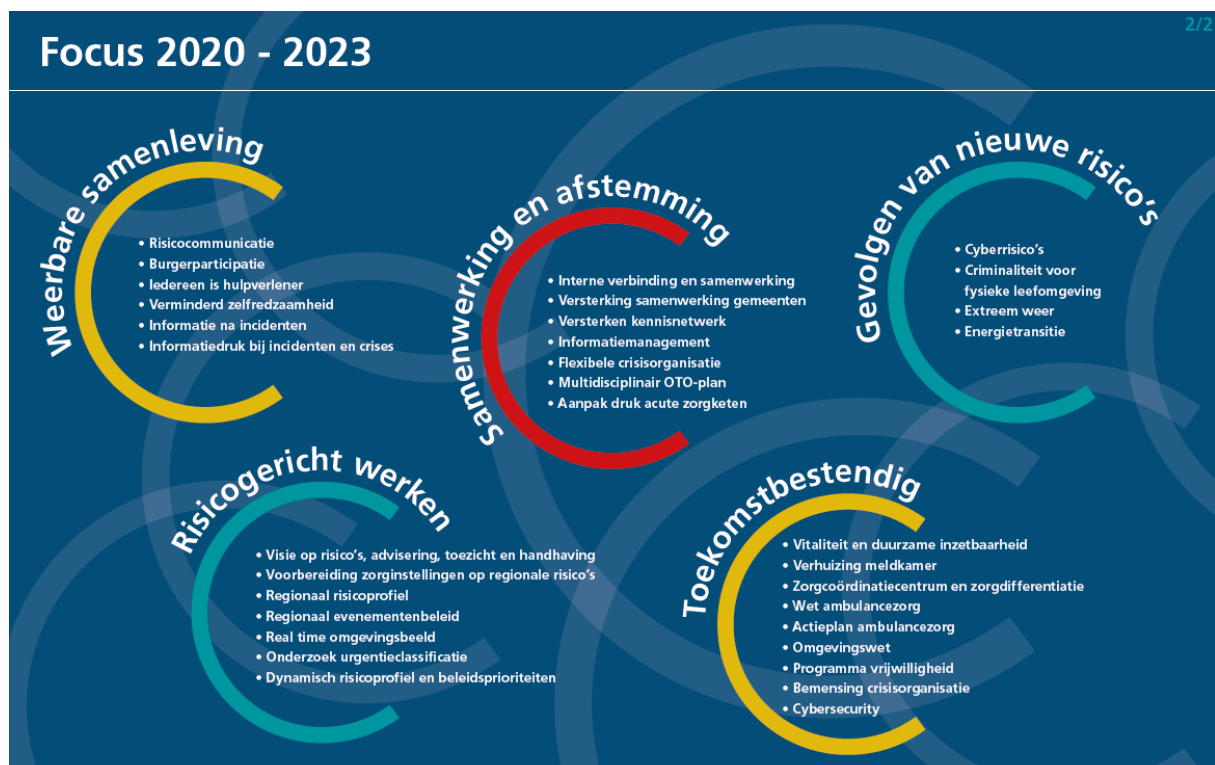 2/2
Focus 2020 - 2023
Weerbare samenleving
• Risicocommunicatie
• Burgerparticipatie
• Iedereen is hulpverlener
• Verminderd zelfredzaamheid
• Informatie na incidenten
• Informatiedruk bij incidenten en crises
Samenwerking en afstemming
• Interne verbinding en samenwerking
• Versterking samenwerking gemeenten
• Versterken kennisnetwerk
• Informatiemanagement
• Flexibele crisisorganisatie
• Multidisciplinair OTO-plan
• Aanpak druk acute zorgketen
Gevolgen van nieuwe risico's
• Cyberrisico's
• Criminaliteit voor
fysieke leefomgeving
• Extreem weer
• Energietransitie
Risicogericht werken
• Visie op risico's, advisering, toezicht en handhaving
• Voorbereiding zorginstellingen op regionale risico's
• Regionaal risicoprofiel
• Regionaal evenementenbeleid
• Real time omgevingsbeeld
• Onderzoek urgentieclassificatie
• Dynamisch risicoprofiel en beleidsprioriteiten
Toekomstbestendig
• Vitaliteit en duurzame inzetbaarheid
• Verhuizing meldkamer
• Zorgcoördinatiecentrum en zorgdifferentiatie
• Wet ambulancezorg
• Actieplan ambulancezorg
• Omgevingswet
• Programma vrijwilligheid
• Bemensing crisisorganisatie
• Cybersecurity